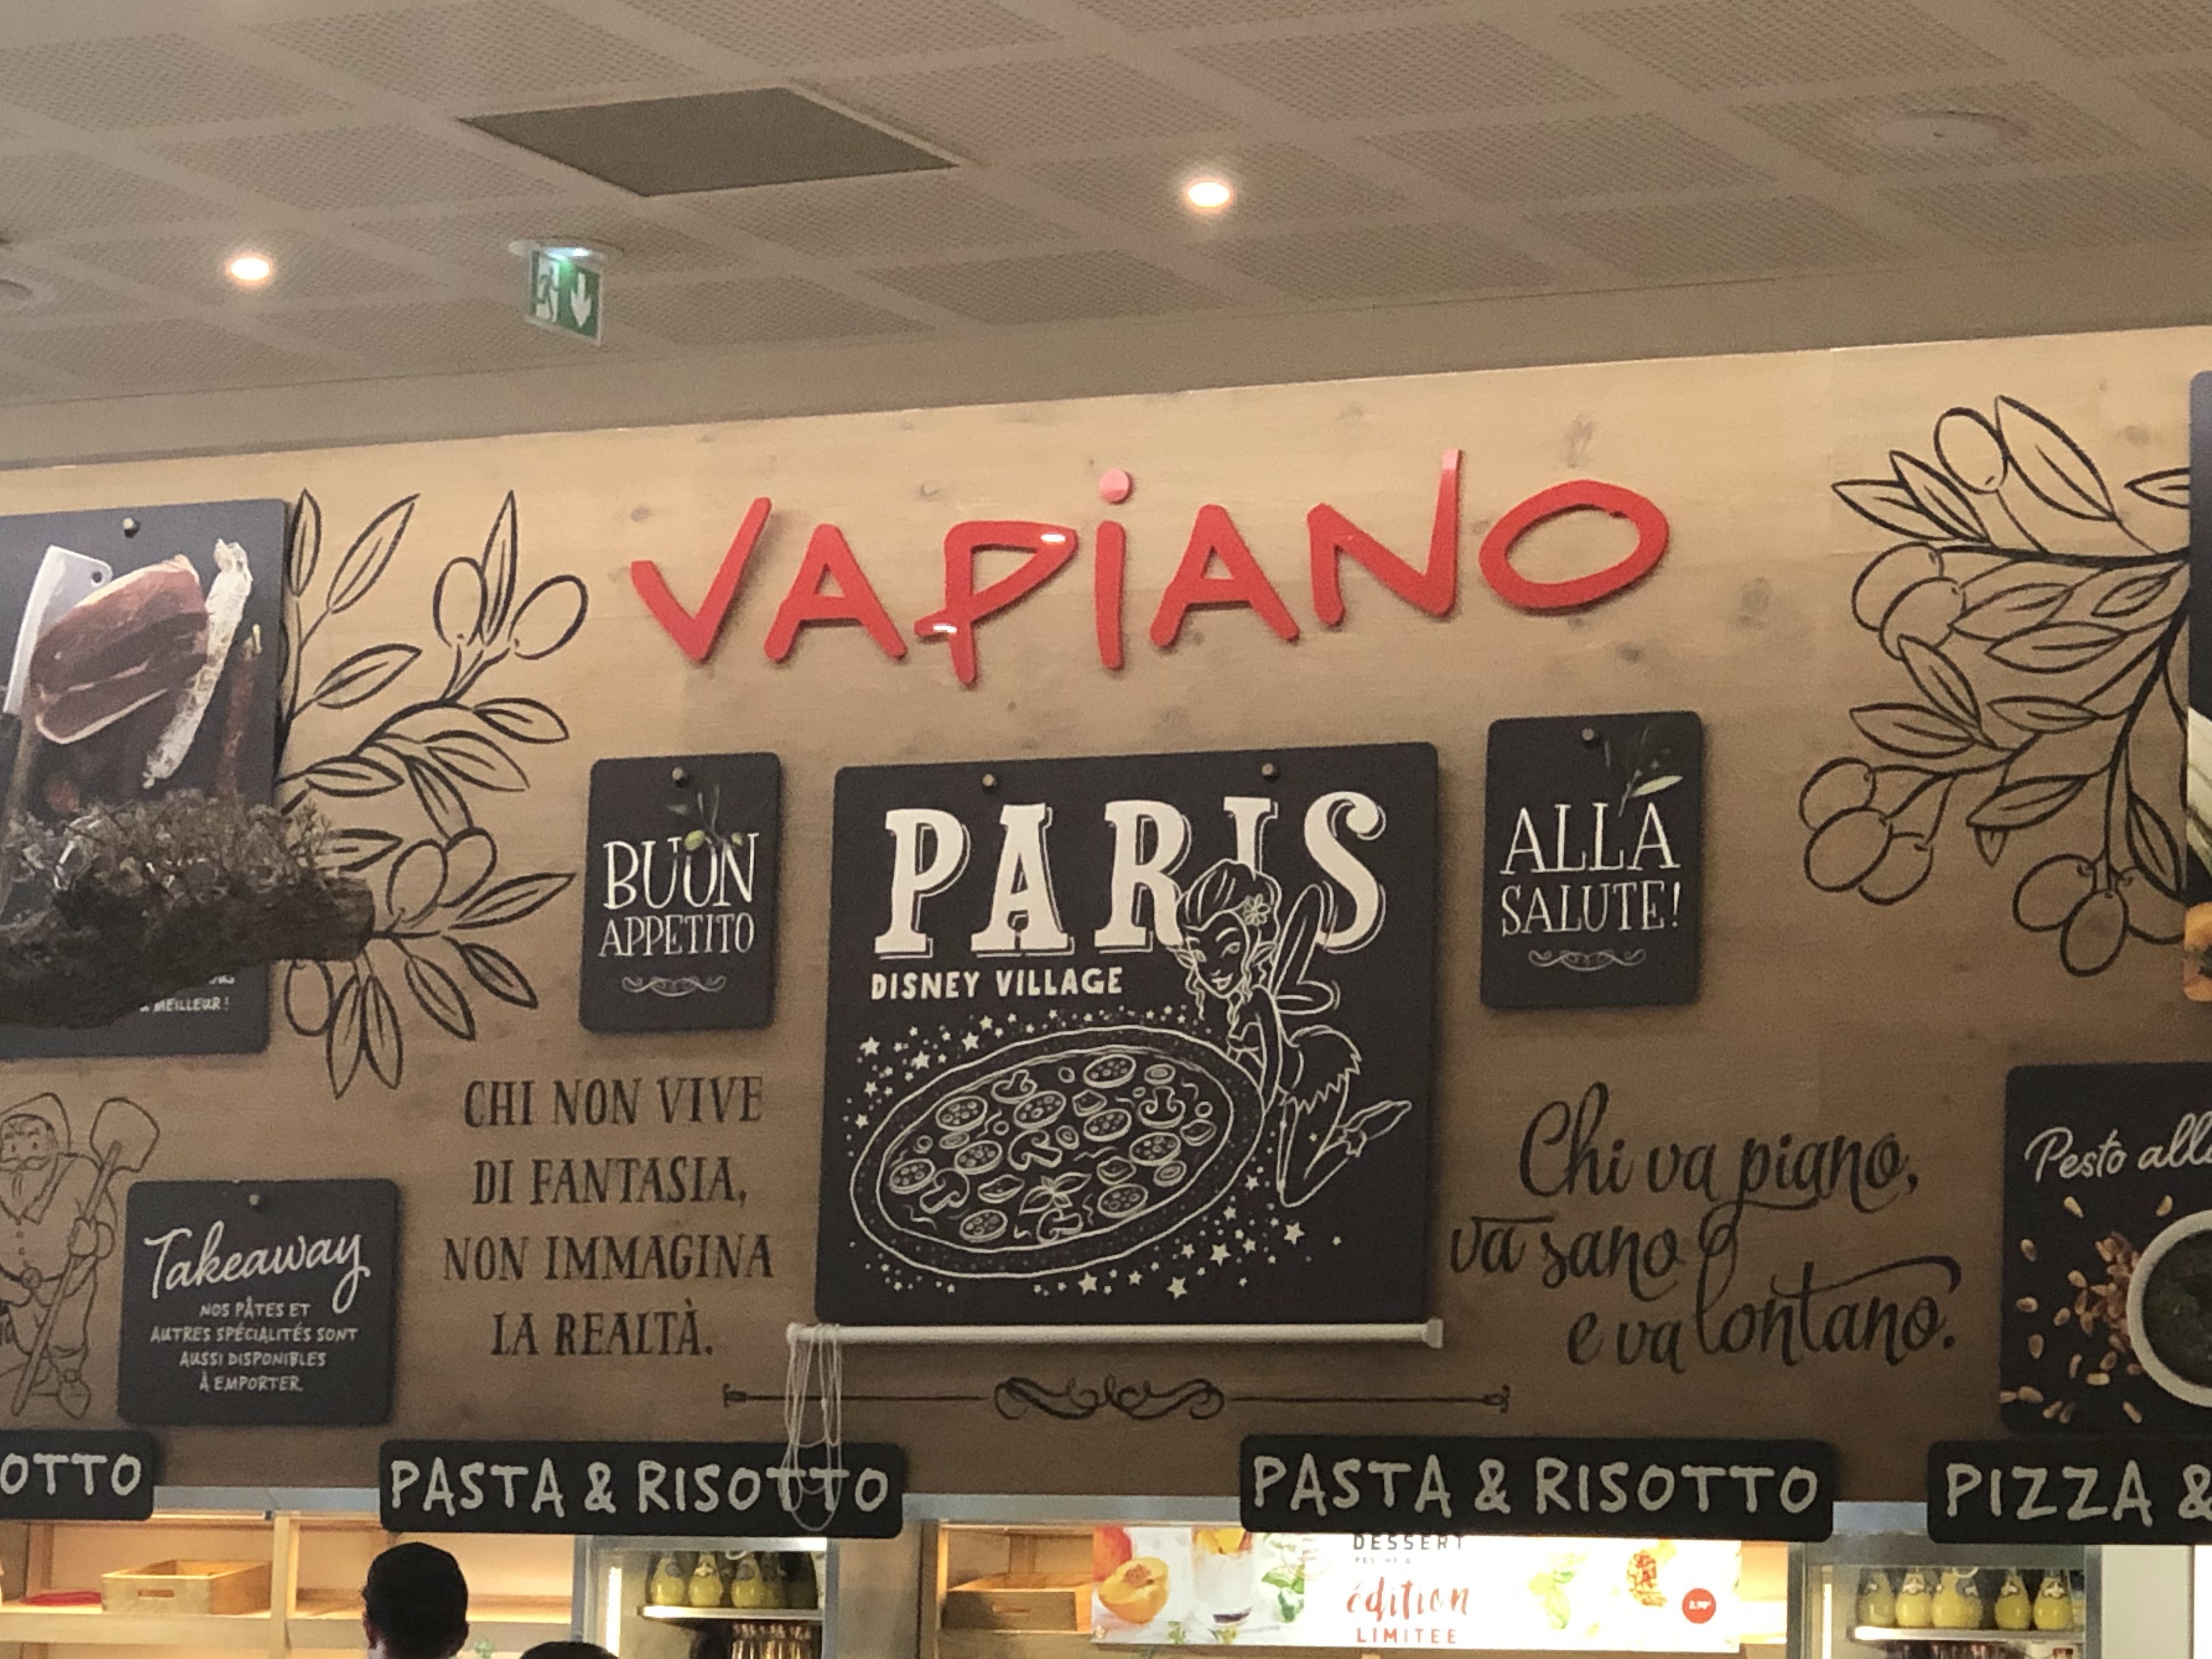 VAPIANO
BUON
APPETITO
PARIS
DISNEY VILLAGE
ALLA
SALUTE!
MEILLEUR!
CHI NON VIVE
DI FANTASIA,
NON IMMAGINA
LA REALTÀ.
Chi va piano,
va sano
e va lontano.
Pesto
Takeaway
NOS PÂTES ET
AUTRES SPÉCIALITÉS SONT
AUSSI DISPONIBLES
À EMPORTER.
OTTO
PASTA & RISOTTO
PASTA & RISOTTO
PIZZA &
DESSERT
édition
LIMITEE